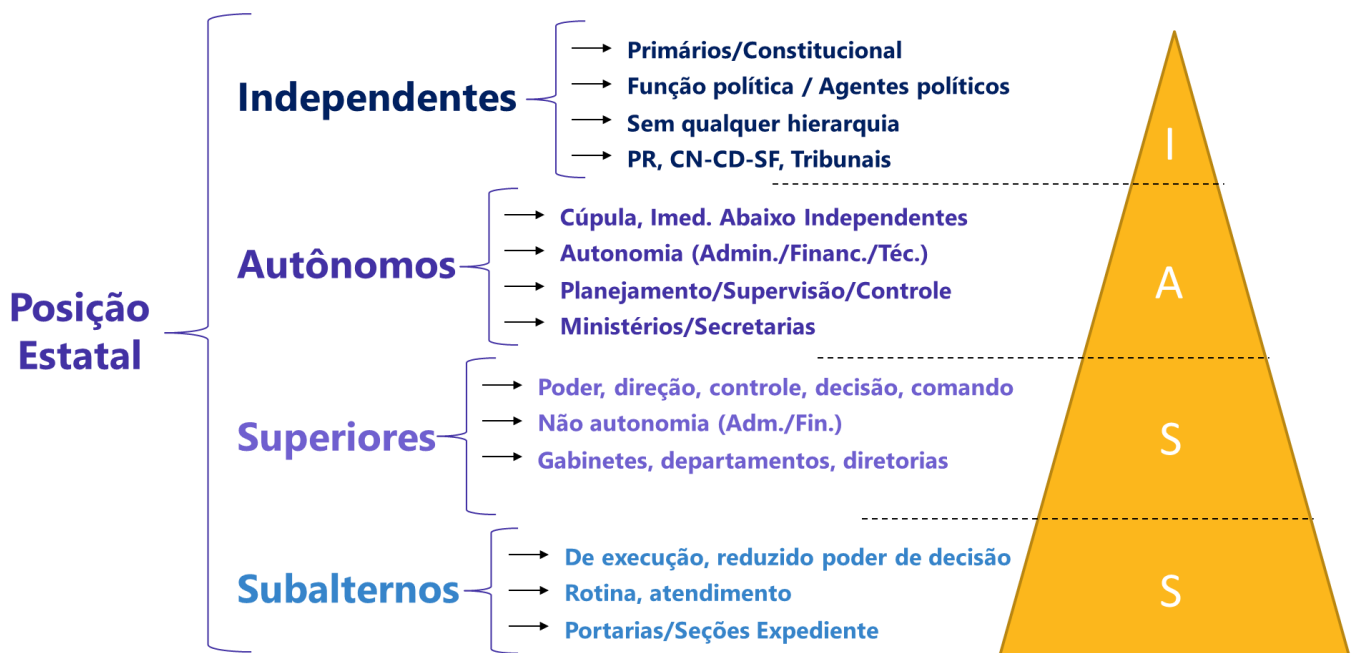 Posição
Estatal
Independentes
Primários/Constitucional
Função política / Agentes políticos
Sem qualquer hierarquia
PR, CN-CD-SF, Tribunais
Autônomos
Cúpula, Imed. Abaixo Independentes
Autonomia (Admin./Financ./Téc.)
Planejamento/Supervisão/Controle
Ministérios/Secretarias
Superiores
Poder, direção, controle, decisão, comando
Não autonomia (Adm./Fin.)
Gabinetes, departamentos, diretorias
Subalternos
De execução, reduzido poder de decisão
Rotina, atendimento
Portarias/Seções Expediente
I
A
S
S